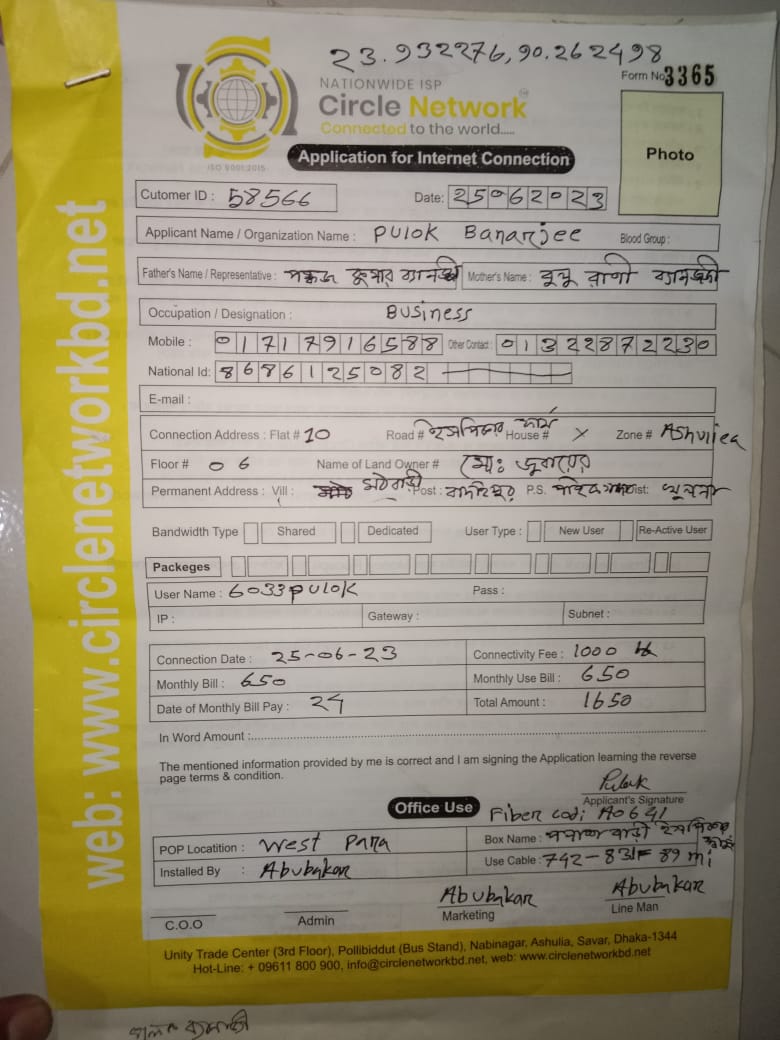 23.932276, 90.262498
NATIONWIDE ISP
Form No 3365
Circle Network
Connected to the world.....
ISO 9001:2015
Application for Internet Connection
Photo
Cutomer ID : 58566 Date: 25062023
Applicant Name / Organization Name : PULOK Banarjee Blood Group :
Father's Name / Representative : পঙ্কজ কুমার ব্যানার্জী Mother's Name : রানী ব্যানার্জী
Occupation / Designation : Business
Mobile : 01717916588 Other Contact : 01322872230
National Id: 8686125082
E-mail :
Connection Address : Flat # 10 Road # House # X Zone # Ashuliea
Floor # 06 Name of Land Owner # মোঃ জুবায়ের
Permanent Address : Vill : Post : P.S. Dist: খুলনা
Bandwidth Type Shared Dedicated User Type : New User Re-Active User
Packeges
User Name : 6033pulok Pass :
IP : Gateway : Subnet :
Connection Date : 25-06-23 Connectivity Fee : 1000 tk
Monthly Bill : 650 Monthly Use Bill : 650
Date of Monthly Bill Pay : 24 Total Amount : 1650
In Word Amount :
The mentioned information provided by me is correct and I am signing the Application learning the reverse
page terms & condition.
Pulok
Applicant's Signature
Office Use Fiber cod; A0641
POP Locatition : West Para Box Name :
Installed By : Abubakar Use Cable : 742-831= 89 mi
Abubakar Abubakar
C.O.O Admin Marketing Line Man
Unity Trade Center (3rd Floor), Pollibiddut (Bus Stand), Nabinagar, Ashulia, Savar, Dhaka-1344
Hot-Line: + 09611 800 900, info@circlenetworkbd.net, web: www.circlenetworkbd.net
web: www.circlenetworkbd.net